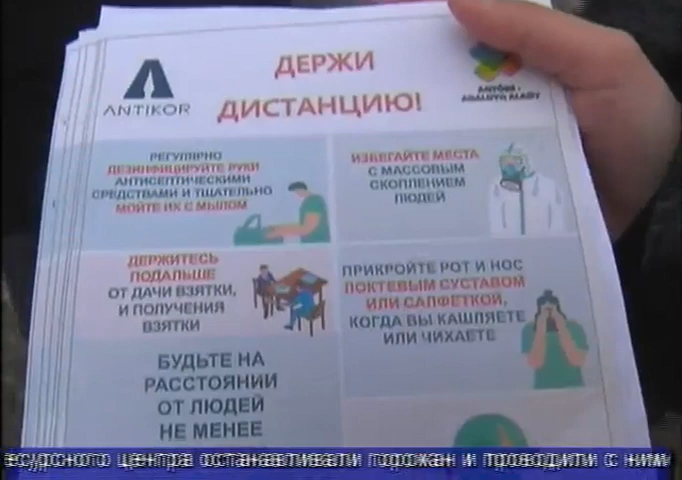 ДЕРЖИ
ДИСТАНЦИЮ!
ANTIKOR
РЕГУЛЯРНО
ДЕЗИНФИЦИРУЙТЕ РУКИ
АНТИСЕПТИЧЕСКИМИ
СРЕДСТВАМИ И ТЩАТЕЛЬНО
МОЙТЕ ИХ С МЫЛОМ
ИЗБЕГАЙТЕ МЕСТА
С МАССОВЫМ
СКОПЛЕНИЕМ
ЛЮДЕЙ
ДЕРЖИТЕСЬ
ПОДАЛЬШЕ
ОТ ДАЧИ ВЗЯТКИ,
И ПОЛУЧЕНИЯ
ВЗЯТКИ
ПРИКРОЙТЕ РОТ И НОС
ЛОКТЕВЫМ СУСТАВОМ
ИЛИ САЛФЕТКОЙ,
КОГДА ВЫ КАШЛЯЕТЕ
ИЛИ ЧИХАЕТЕ
БУДЬТЕ НА
РАССТОЯНИИ
ОТ ЛЮДЕЙ
НЕ МЕНЕЕ
есурсного центра останавливали горожан и проводили с ними